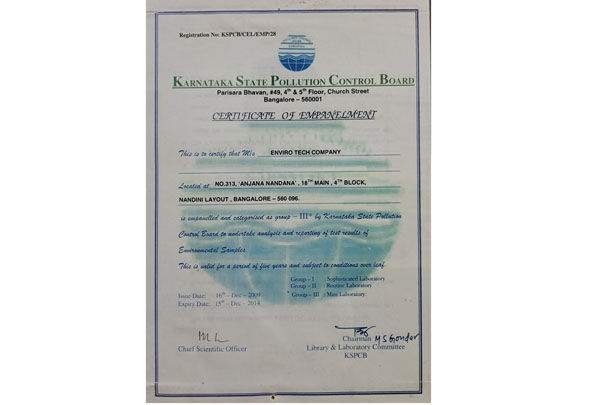 Registration No: KSPCB/CEL/EMP/28
KARNATAKA STATE POLLUTION CONTROL BOARD
Parisara Bhavan, #49, 4th & 5th Floor, Church Street
Bangalore – 560001
CERTIFICATE OF EMPANELMENT
This is to certify that M/s ENVIRO TECH COMPANY
Located at NO.313, 'ANJANA NANDANA' , 18TH MAIN , 4TH BLOCK,
NANDINI LAYOUT , BANGALORE – 560 096.
is empanelled and categorised as group – III* by Karnataka State Pollution
Control Board to undertake analysis and reporting of test results of
Environmental Samples.
This is valid for a period of five years and subject to conditions over leaf.
Group – I : Sophisticated Laboratory
Group – II : Routine Laboratory
* Group – III : Mini Laboratory
Issue Date: 16th - Dec – 2009
Expiry Date: 15th - Dec - 2014
Chief Scientific Officer
Chairman
Library & Laboratory Committee
KSPCB